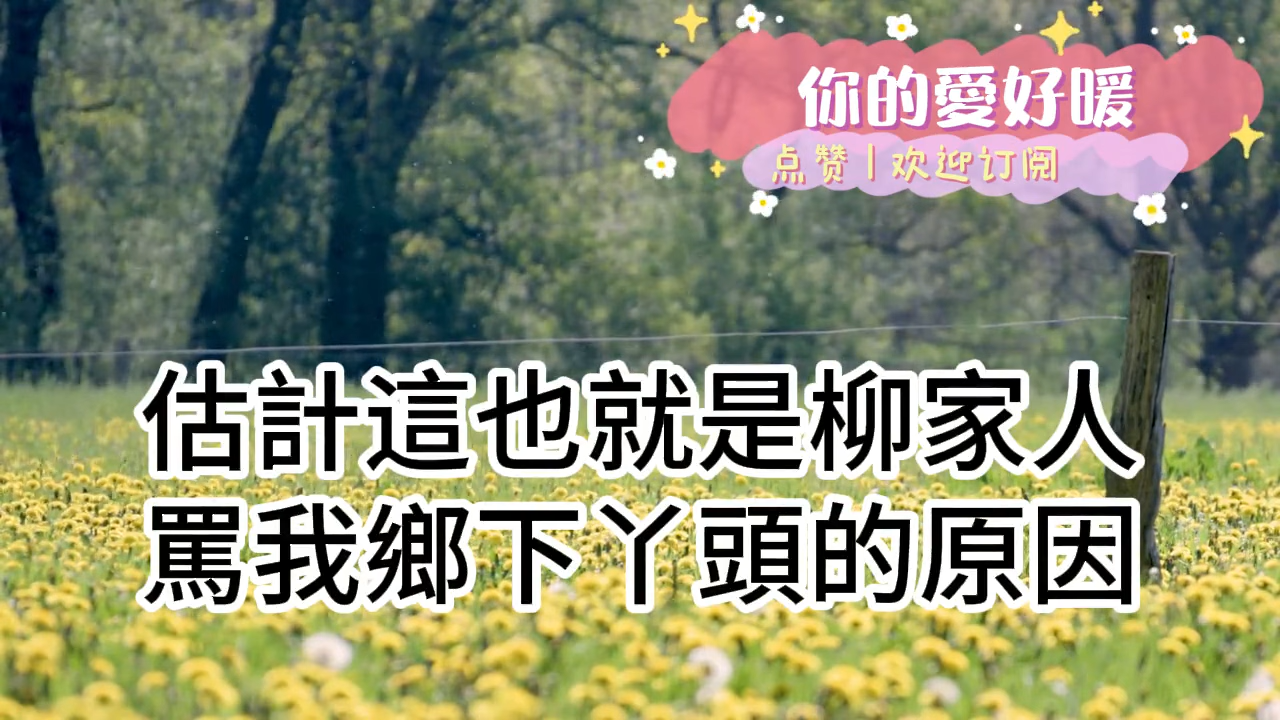 你的愛好暖
点赞 | 欢迎订阅
估計這也就是柳家人
罵我鄉下丫頭的原因